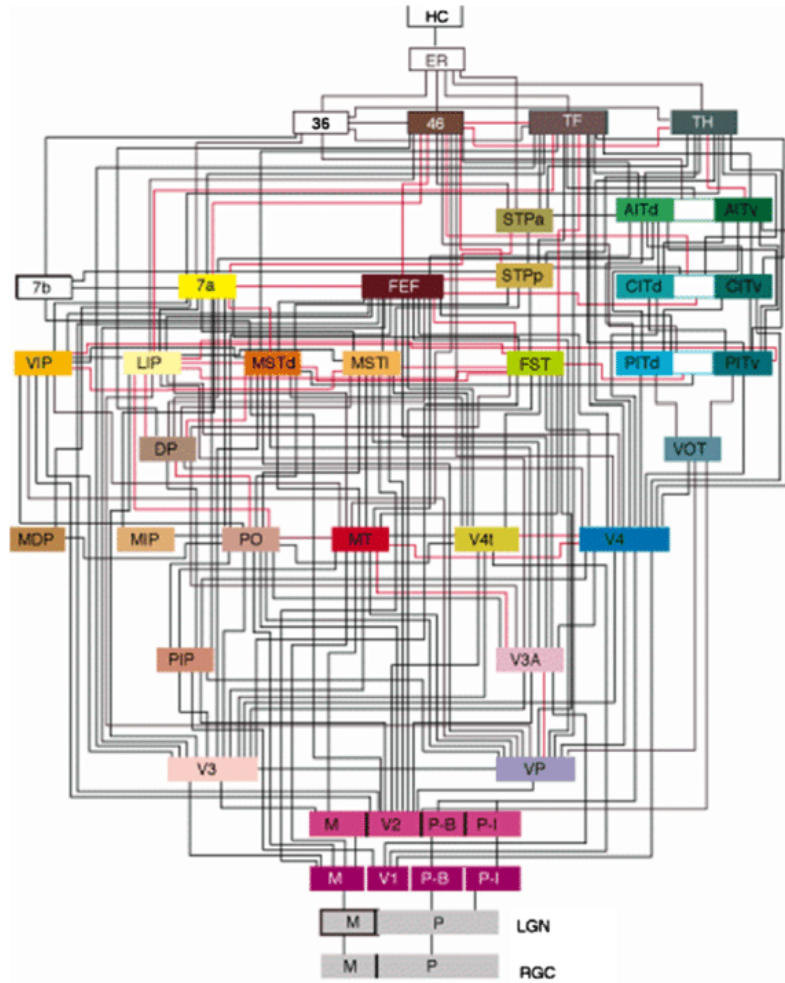 HC
ER
36 46 TF TH
STPa AITd AITv
7b 7a FEF STPp CITd CITv
VIP LIP MSTd MSTl FST PITd PITv
DP VOT
MDP MIP PO MT V4t V4
PIP V3A
V3 VP
M V2 P-B P-I
M V1 P-B P-I
M P LGN
M P RGC